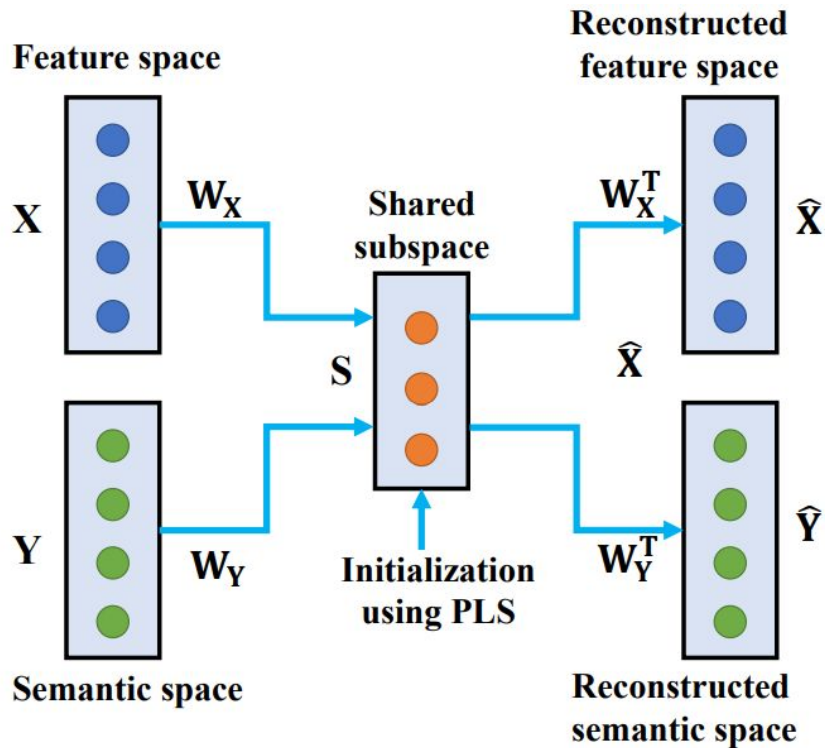 Feature space
Reconstructed
feature space
X
W_X
Shared
subspace
W_X^T
X̂
S
X̂
Y
W_Y
Initialization
using PLS
W_Y^T
Ŷ
Semantic space
Reconstructed
semantic space